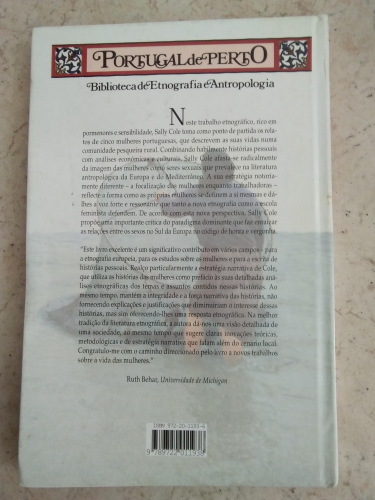 PORTUGAL de PERTO
Biblioteca de Etnografia e Antropologia
Neste trabalho etnográfico, rico em
pormenores e sensibilidade, Sally Cole toma como ponto de partida os rela-
tos de cinco mulheres portuguesas, que descrevem as suas vidas numa
comunidade pesqueira rural. Combinando habilmente histórias pessoais
com análises económicas e culturais, Sally Cole afasta-se radicalmente
da imagem das mulheres como seres sexuais que prevalece na literatura
antropológica da Europa e do Mediterrâneo. A sua estratégia notoria-
mente diferente – a focalização das mulheres enquanto trabalhadoras –
reflecte a forma como as próprias mulheres se definem a si mesmas e dá-
lhes a voz forte e ressonante que tanto a nova etnografia como a escola
feminista defendem. De acordo com esta nova perspectiva, Sally Cole
propõe uma importante crítica do paradigma dominante que faz enraizar
as relações entre os sexos no Sul da Europa no código de honra e vergonha.
"Este livro excelente é um significativo contributo em vários campos – para
a etnografia europeia, para os estudos sobre as mulheres e para a escrita de
histórias pessoais. Realço particularmente a estratégia narrativa de Cole,
que utiliza as histórias das mulheres como prefácio às suas detalhadas aná-
lises etnográficas dos temas e assuntos contidos nessas histórias. Ao
mesmo tempo, mantém a integridade e a força narrativa das histórias, não
fornecendo explicações e justificações que diminuiriam o interesse dessas
histórias, mas sim oferecendo-lhes uma resposta etnográfica. Na melhor
tradição da literatura etnográfica, a autora dá-nos uma visão detalhada de
uma sociedade, ao mesmo tempo que sugere claras inovações teóricas,
metodológicas e de estratégia narrativa que falam além do cenário local.
Congratulo-me com o caminho direccionado pelo livro a novos trabalhos
sobre a vida das mulheres."
Ruth Behar, Universidade de Michigan
ISBN 972-20-1193-6
9 789722 011938